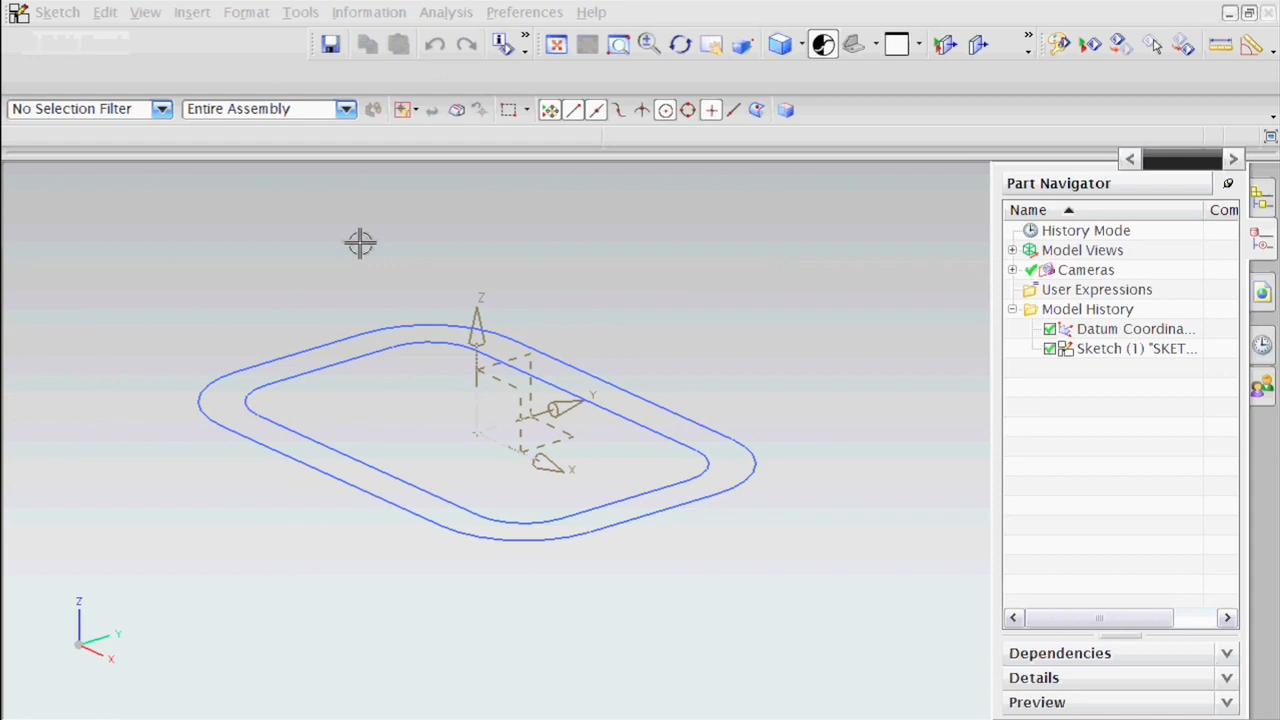 Sketch Edit View Insert Format Tools Information Analysis Preferences Help
No Selection Filter Entire Assembly
Part Navigator
Name Com
History Mode
Model Views
Cameras
User Expressions
Model History
Datum Coordina...
Sketch (1) "SKET...
Z
Y
X
Z
Y
X
Dependencies
Details
Preview